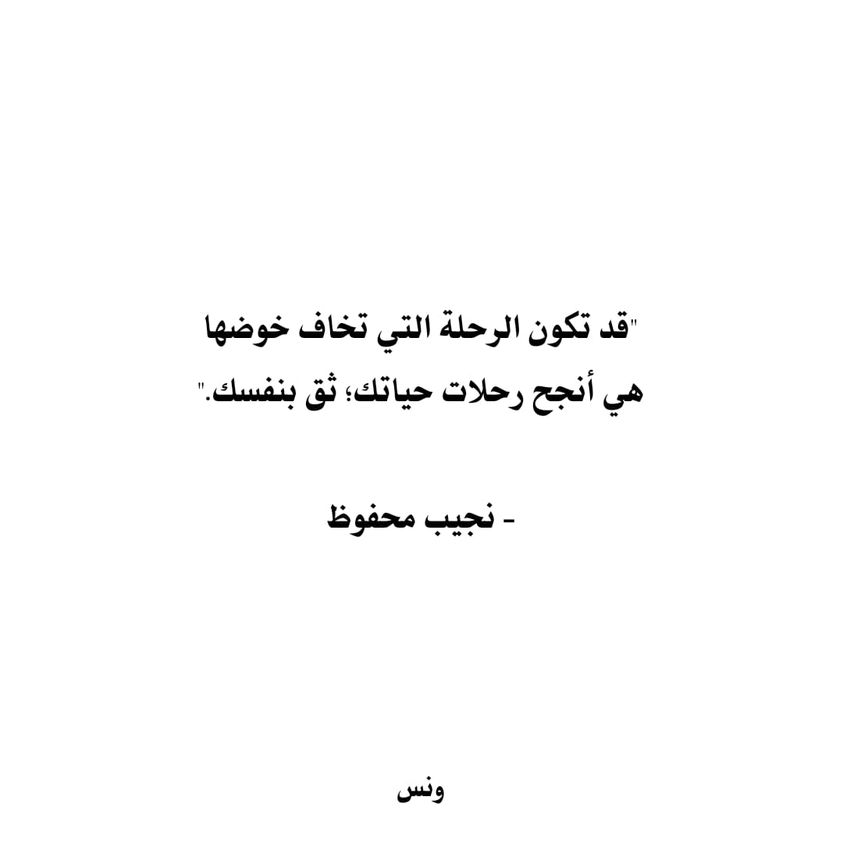 "قد تكون الرحلة التي تخاف خوضها
هي أنجح رحلات حياتك؛ ثق بنفسك."
- نجيب محفوظ
ونس